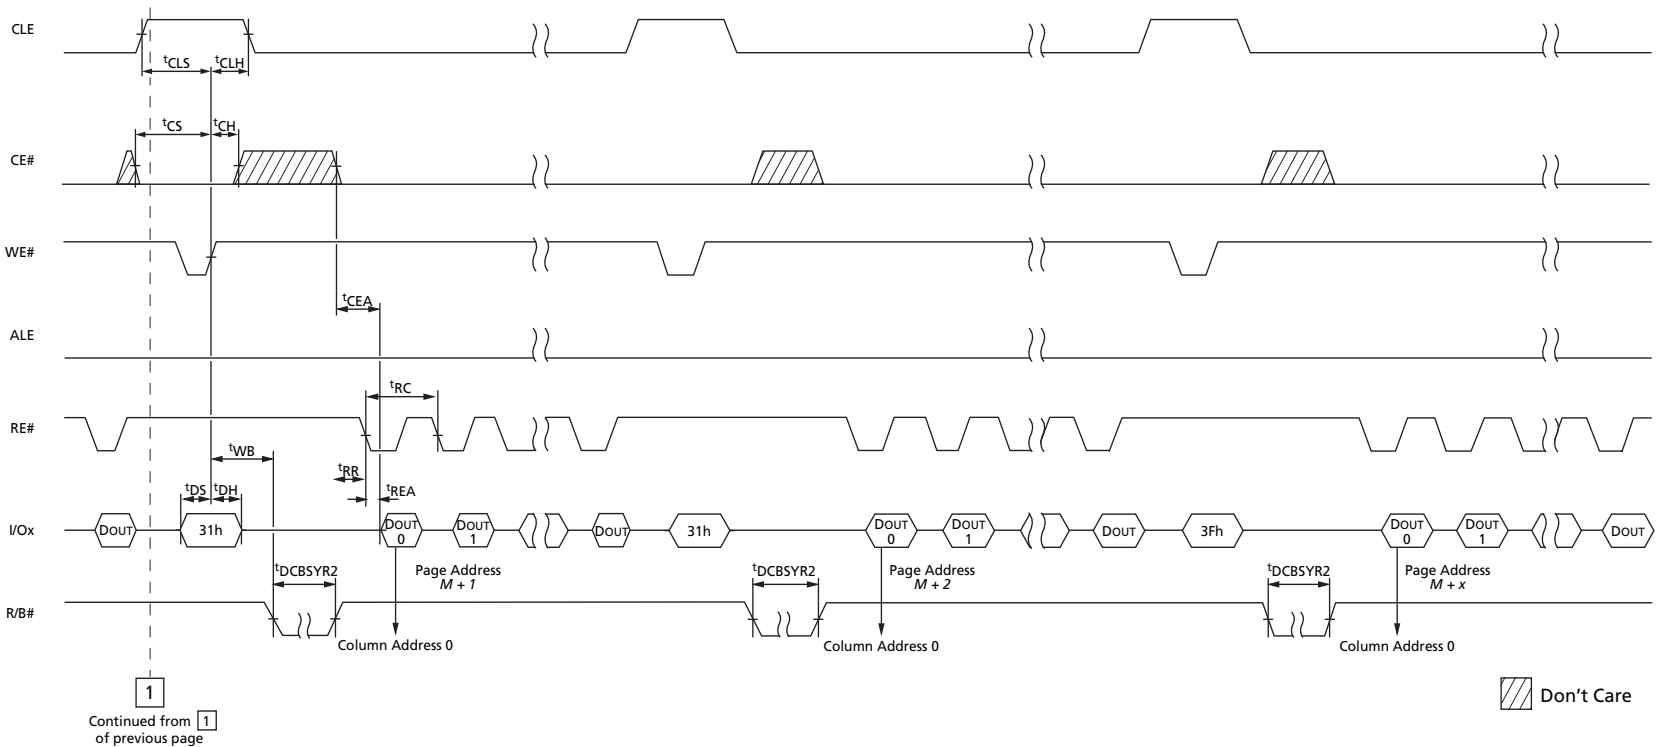 CLE
tCLS tCLH
tCS tCH
CE#
WE#
tCEA
ALE
tRC
RE#
tWB
tRR
tREA
tDS tDH
I/Ox
DOUT 31h DOUT 0 DOUT 1 DOUT 31h DOUT 0 DOUT 1 DOUT 3Fh DOUT 0 DOUT 1 DOUT
tDCBSYR2 Page Address tDCBSYR2 Page Address tDCBSYR2 Page Address
M + 1 M + 2 M + x
R/B#
Column Address 0 Column Address 0 Column Address 0
1
Don't Care
Continued from 1
of previous page